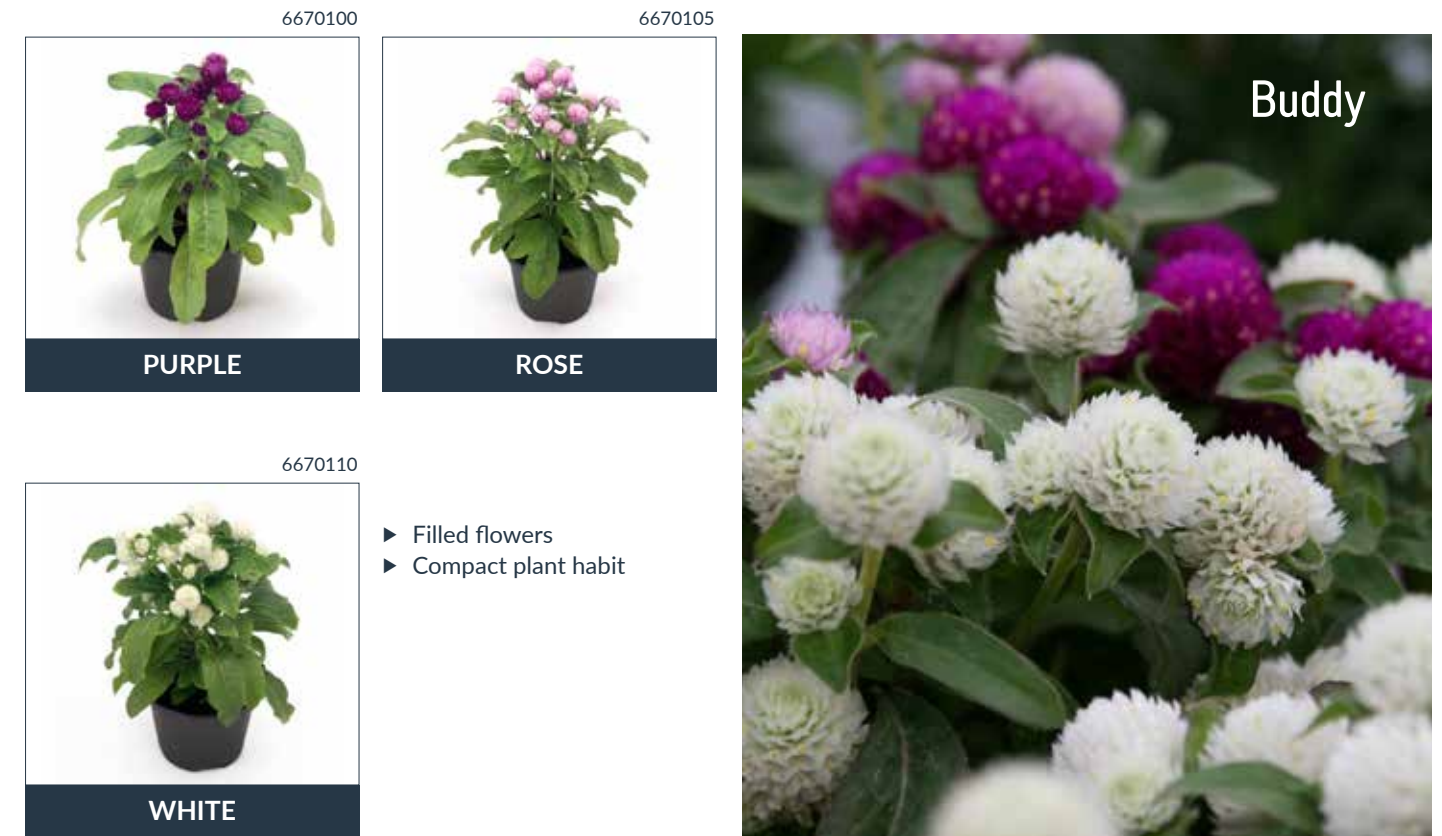 6670100
6670105
Buddy
PURPLE
ROSE
6670110
▶ Filled flowers
▶ Compact plant habit
WHITE